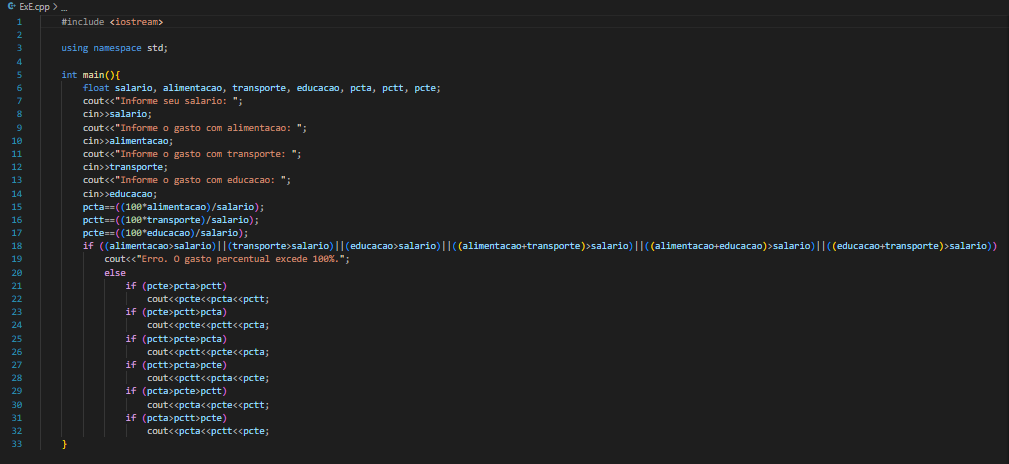 ExE.cpp > ...
1 #include <iostream>
2
3 using namespace std;
4
5 int main(){
6 float salario, alimentacao, transporte, educacao, pcta, pctt, pcte;
7 cout<<"Informe seu salario: ";
8 cin>>salario;
9 cout<<"Informe o gasto com alimentacao: ";
10 cin>>alimentacao;
11 cout<<"Informe o gasto com transporte: ";
12 cin>>transporte;
13 cout<<"Informe o gasto com educacao: ";
14 cin>>educacao;
15 pcta==((100*alimentacao)/salario);
16 pctt==((100*transporte)/salario);
17 pcte==((100*educacao)/salario);
18 if ((alimentacao>salario)||(transporte>salario)||(educacao>salario)||((alimentacao+transporte)>salario)||((alimentacao+educacao)>salario)||((educacao+transporte)>salario))
19 cout<<"Erro. O gasto percentual excede 100%.";
20 else
21 if (pcte>pcta>pctt)
22 cout<<pcte<<pcta<<pctt;
23 if (pcte>pctt>pcta)
24 cout<<pcte<<pctt<<pcta;
25 if (pctt>pcte>pcta)
26 cout<<pctt<<pcte<<pcta;
27 if (pctt>pcta>pcte)
28 cout<<pctt<<pcta<<pcte;
29 if (pcta>pcte>pctt)
30 cout<<pcta<<pcte<<pctt;
31 if (pcta>pctt>pcte)
32 cout<<pcta<<pctt<<pcte;
33 }